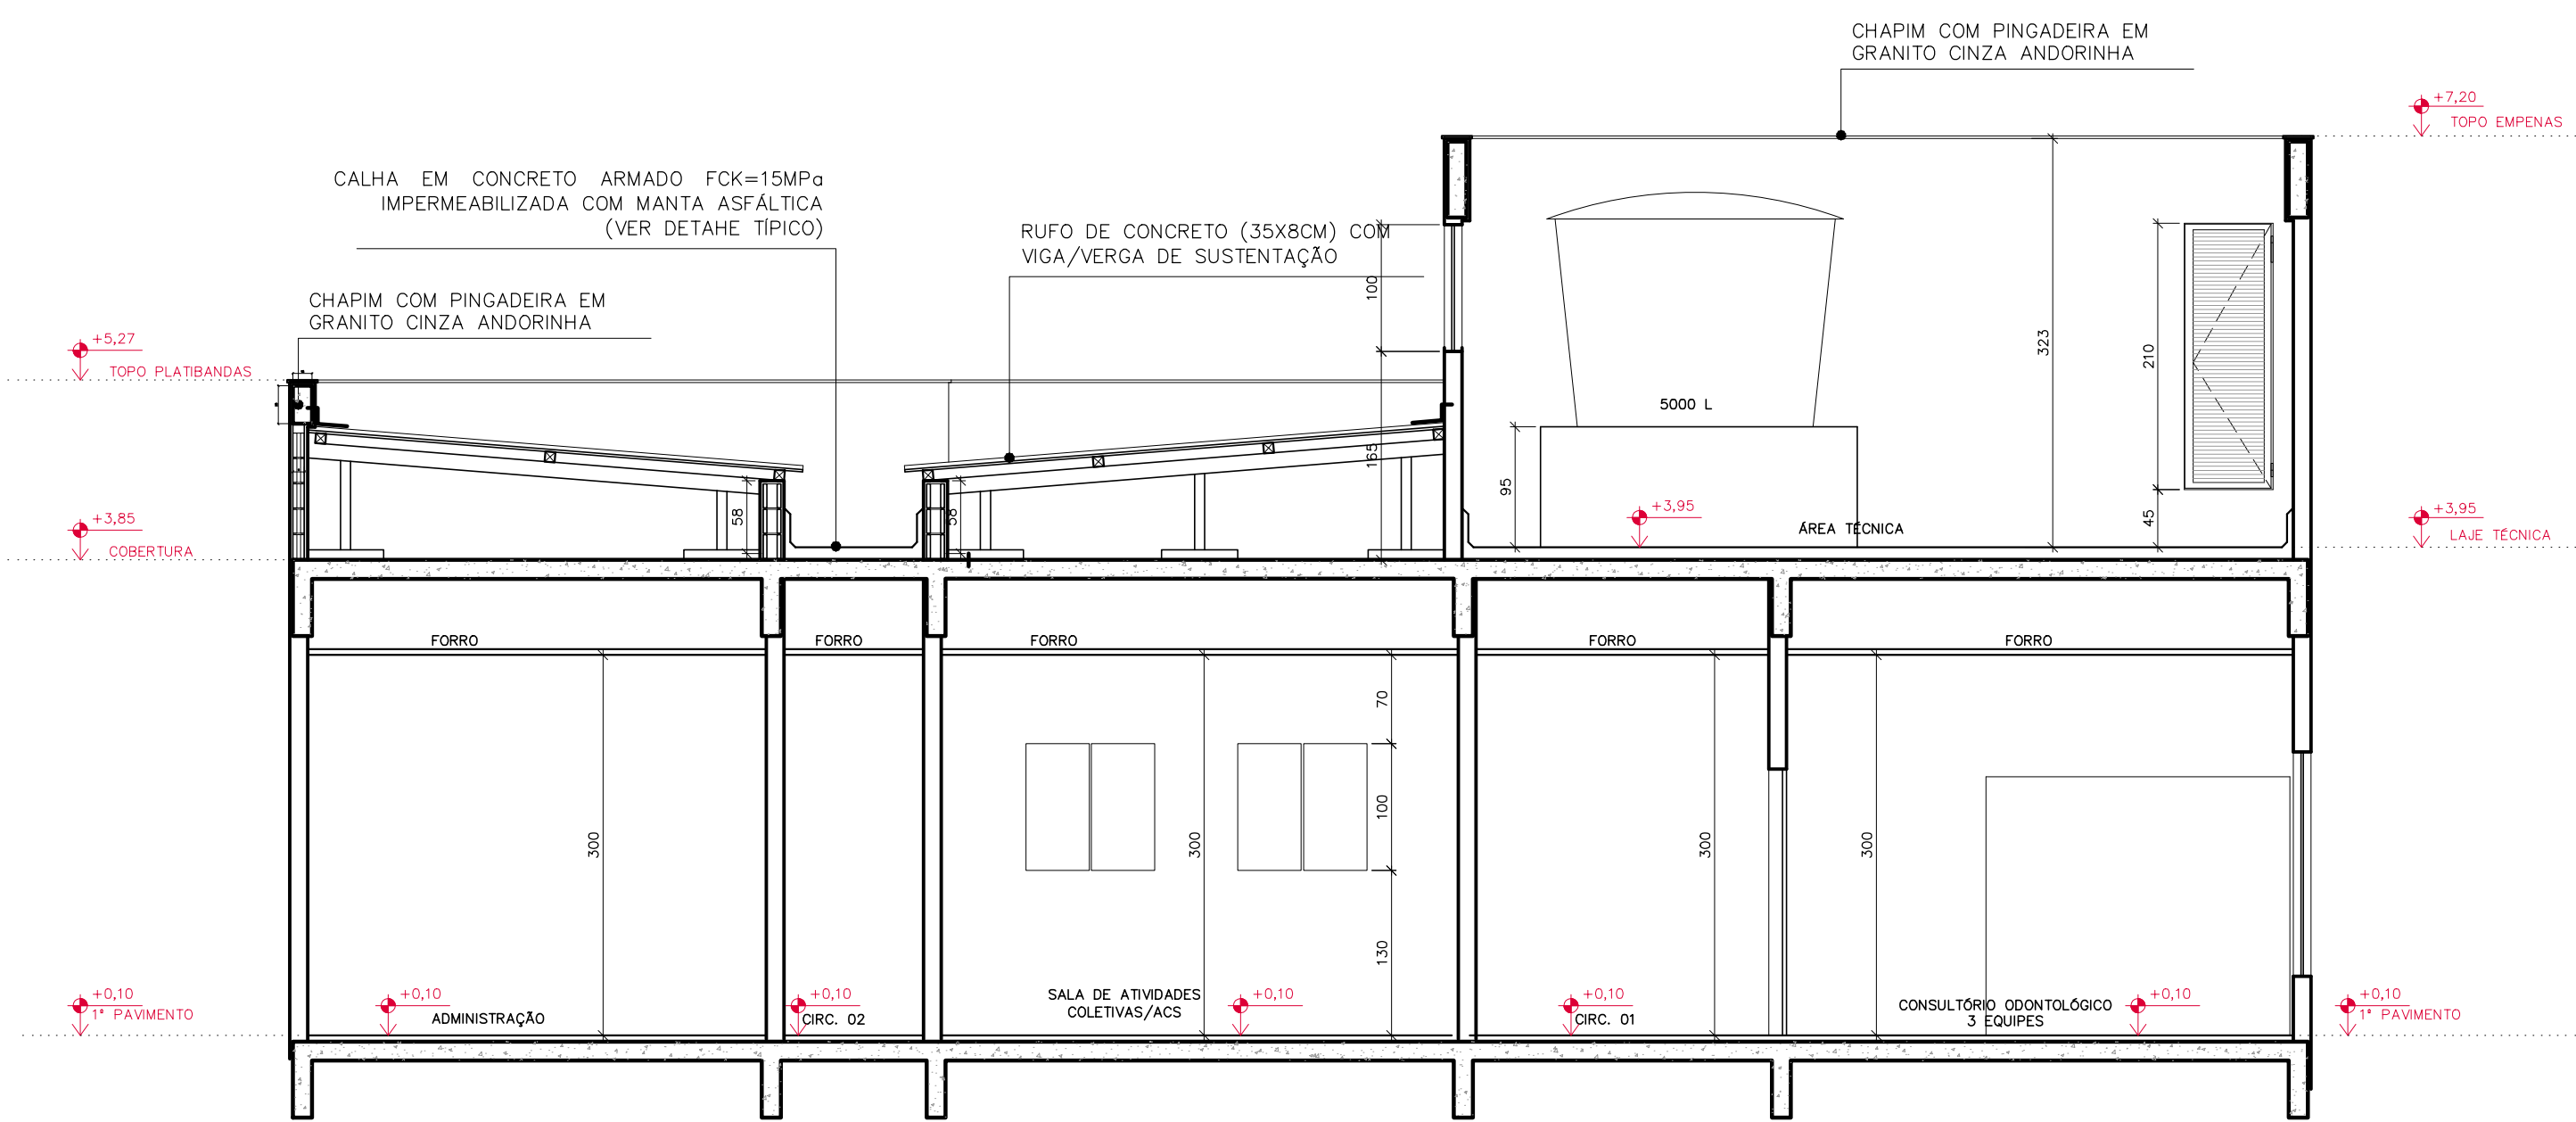 CHAPIM COM PINGADEIRA EM
GRANITO CINZA ANDORINHA
+7,20
TOPO EMPENAS
CALHA EM CONCRETO ARMADO FCK=15MPa
IMPERMEABILIZADA COM MANTA ASFÁLTICA
(VER DETAHE TÍPICO)
RUFO DE CONCRETO (35X8CM) COM
VIGA/VERGA DE SUSTENTAÇÃO
CHAPIM COM PINGADEIRA EM
GRANITO CINZA ANDORINHA
+5,27
TOPO PLATIBANDAS
100
323
210
5000 L
165
95
58
58
45
+3,85
COBERTURA
+3,95
ÁREA TÉCNICA
+3,95
LAJE TÉCNICA
FORRO
FORRO
FORRO
FORRO
FORRO
70
100
130
300
300
300
300
+0,10
1º PAVIMENTO
+0,10
ADMINISTRAÇÃO
+0,10
CIRC. 02
SALA DE ATIVIDADES
COLETIVAS/ACS
+0,10
+0,10
CIRC. 01
CONSULTÓRIO ODONTOLÓGICO
3 EQUIPES
+0,10
+0,10
1º PAVIMENTO